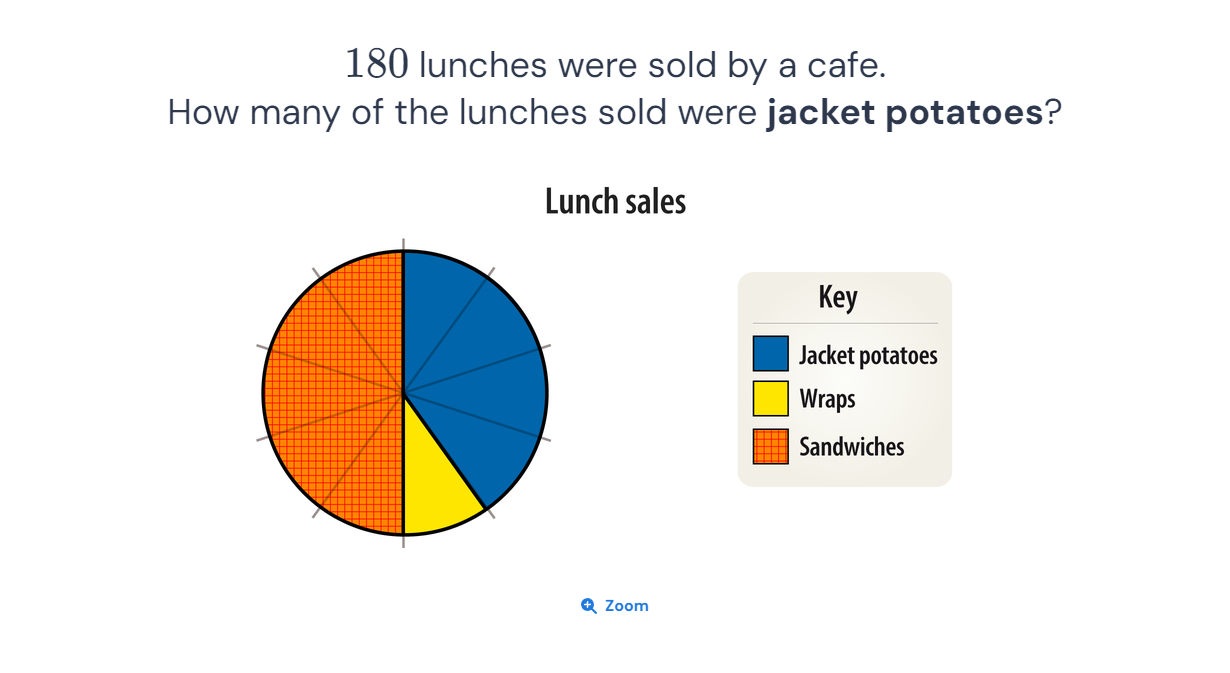 180 lunches were sold by a cafe.
How many of the lunches sold were jacket potatoes?
Lunch sales
Key
Jacket potatoes
Wraps
Sandwiches
Zoom